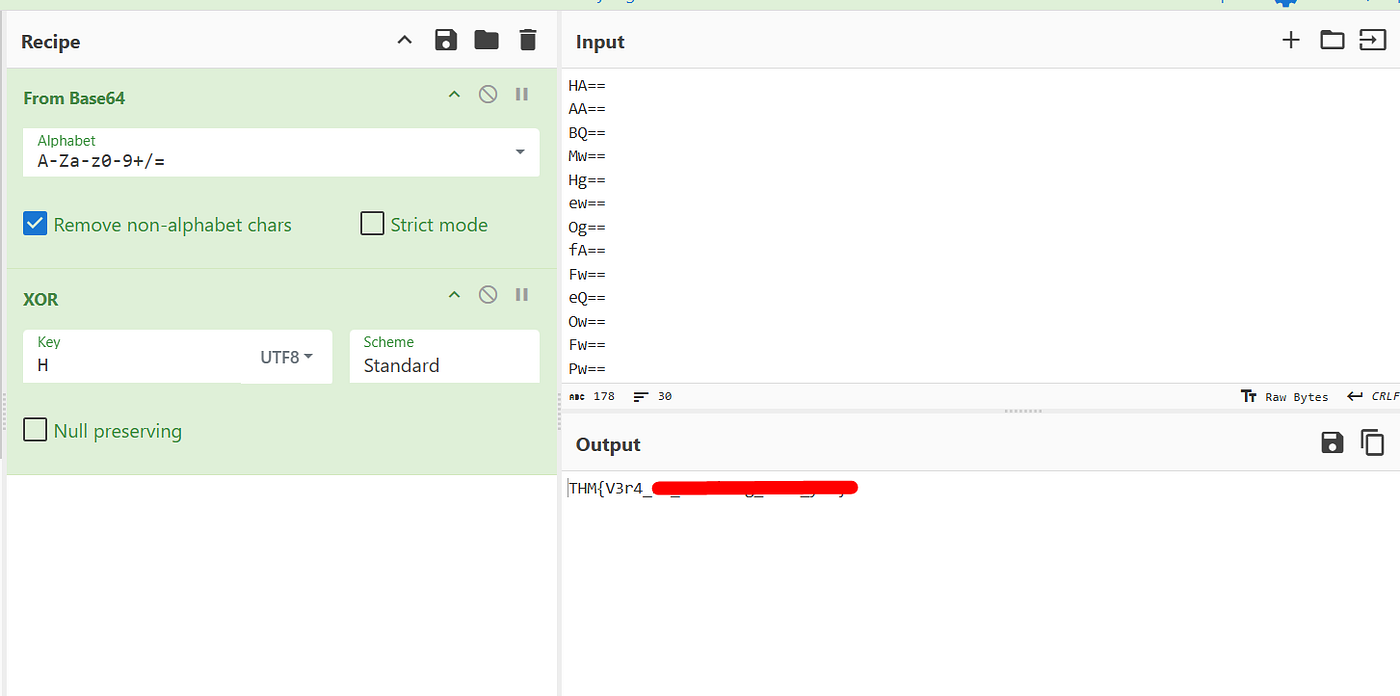 Recipe
From Base64
Alphabet
A-Za-z0-9+/=
Remove non-alphabet chars
Strict mode
XOR
Key
H
UTF8
Scheme
Standard
Null preserving
Input
HA==
AA==
BQ==
Mw==
Hg==
ew==
Og==
fA==
Fw==
eQ==
Ow==
Fw==
Pw==
ABC 178
30
Tт Raw Bytes
CRLF
Output
THM{V3r4_